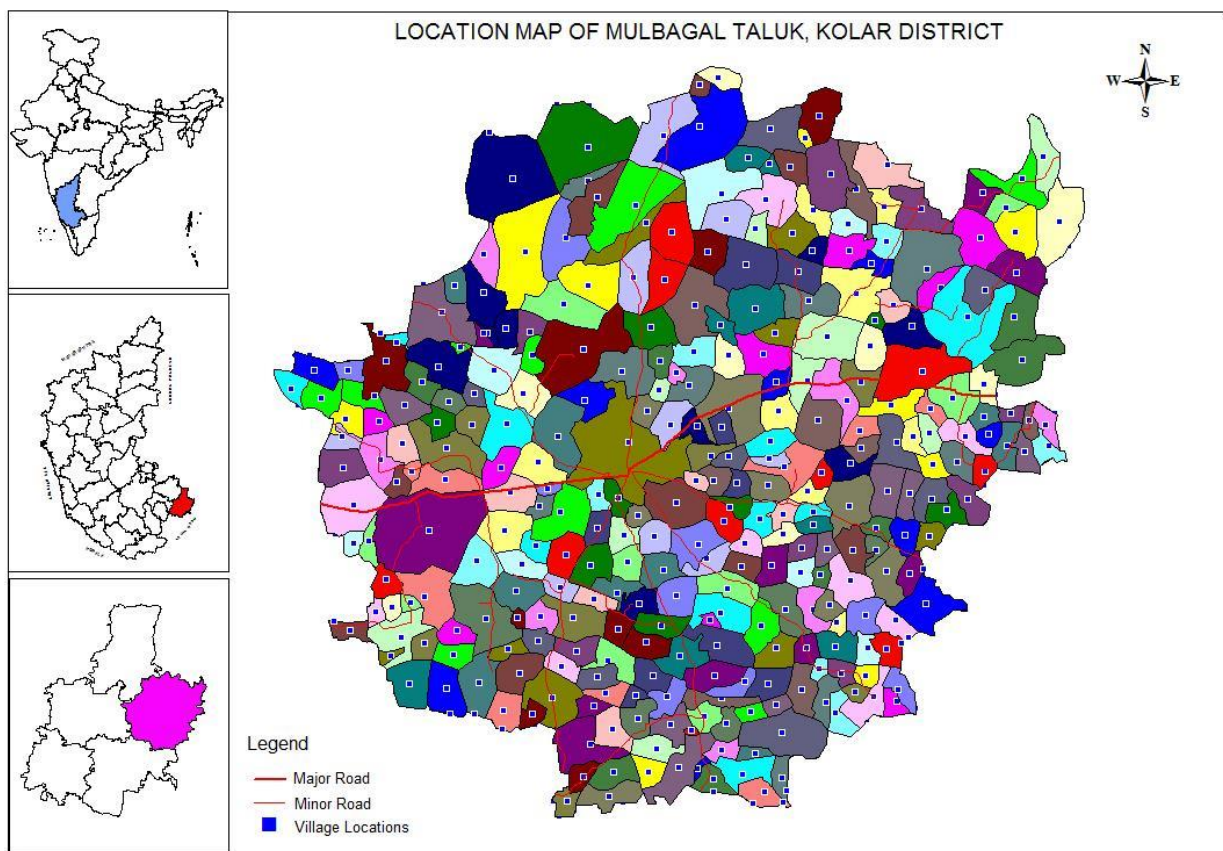 LOCATION MAP OF MULBAGAL TALUK, KOLAR DISTRICT
N
W E
S
Legend
Major Road
Minor Road
Village Locations